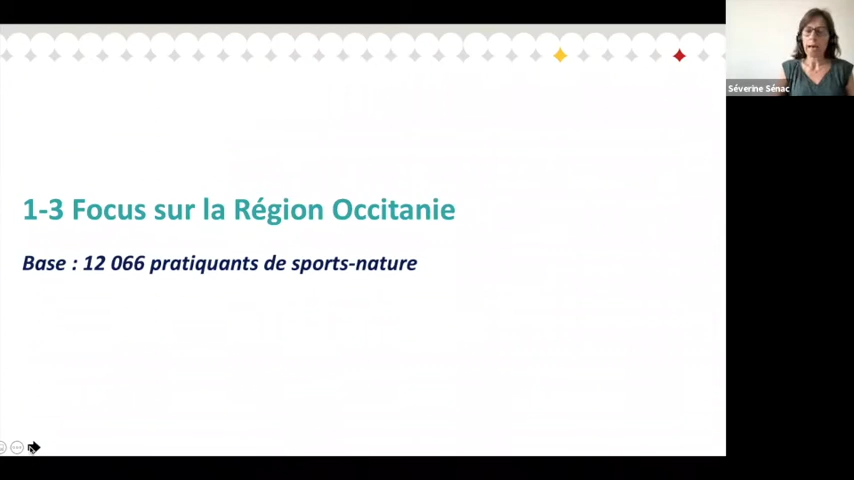 Séverine Sénac
1-3 Focus sur la Région Occitanie
Base : 12 066 pratiquants de sports-nature